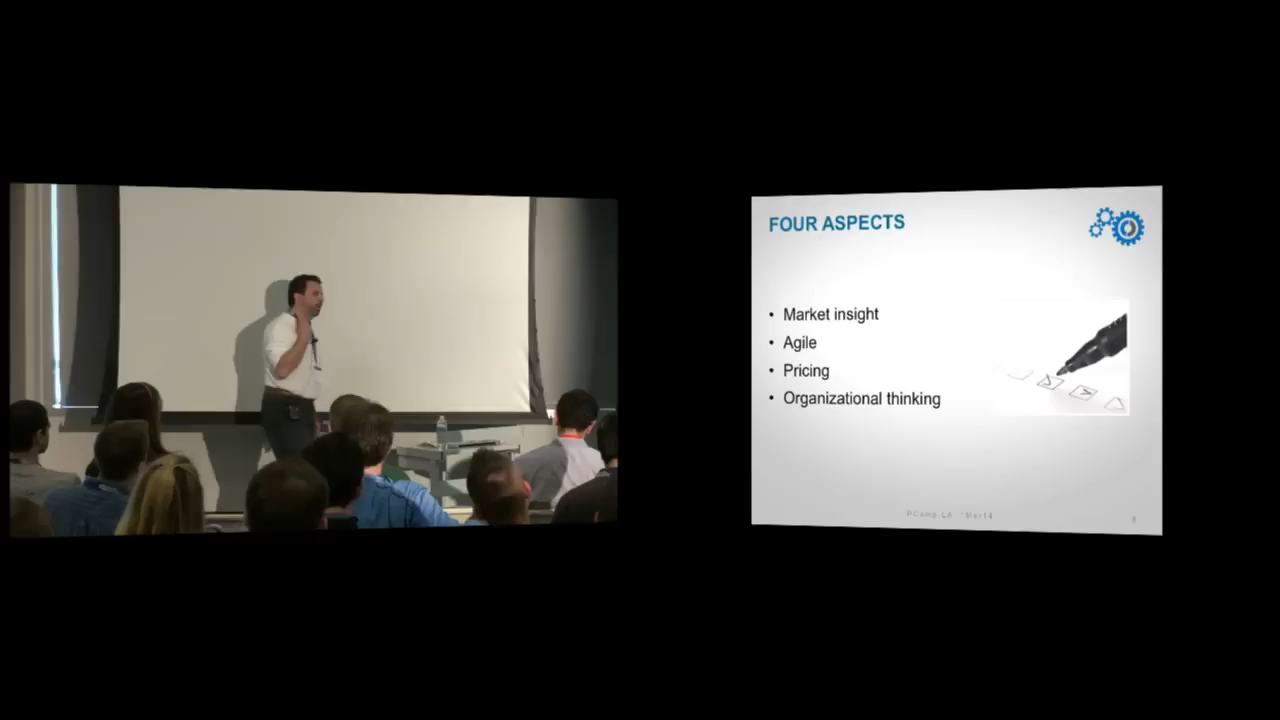 FOUR ASPECTS
• Market insight
• Agile
• Pricing
• Organizational thinking